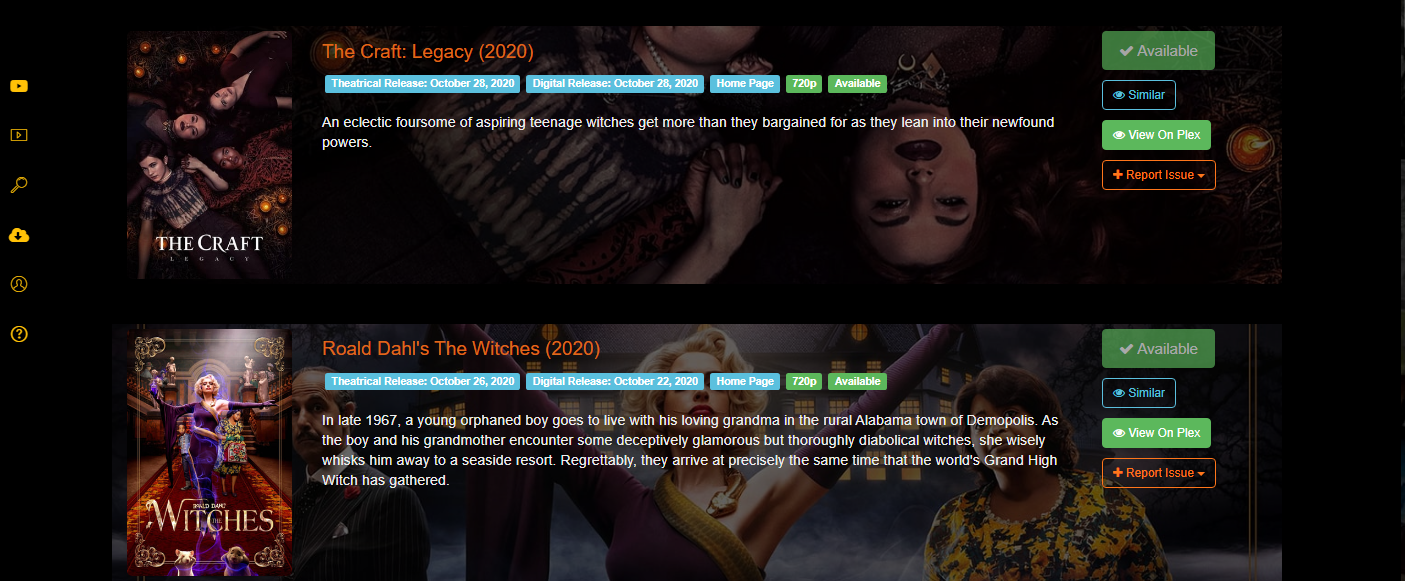 The Craft: Legacy (2020)
Theatrical Release: October 28, 2020 Digital Release: October 28, 2020 Home Page 720p Available
An eclectic foursome of aspiring teenage witches get more than they bargained for as they lean into their newfound
powers.
THE CRAFT
LEGACY
Available
Similar
View On Plex
Report Issue
Roald Dahl's The Witches (2020)
Theatrical Release: October 26, 2020 Digital Release: October 22, 2020 Home Page 720p Available
In late 1967, a young orphaned boy goes to live with his loving grandma in the rural Alabama town of Demopolis. As
the boy and his grandmother encounter some deceptively glamorous but thoroughly diabolical witches, she wisely
whisks him away to a seaside resort. Regrettably, they arrive at precisely the same time that the world's Grand High
Witch has gathered.
ROALD DAHL'S
THE
WITCHES
Available
Similar
View On Plex
Report Issue